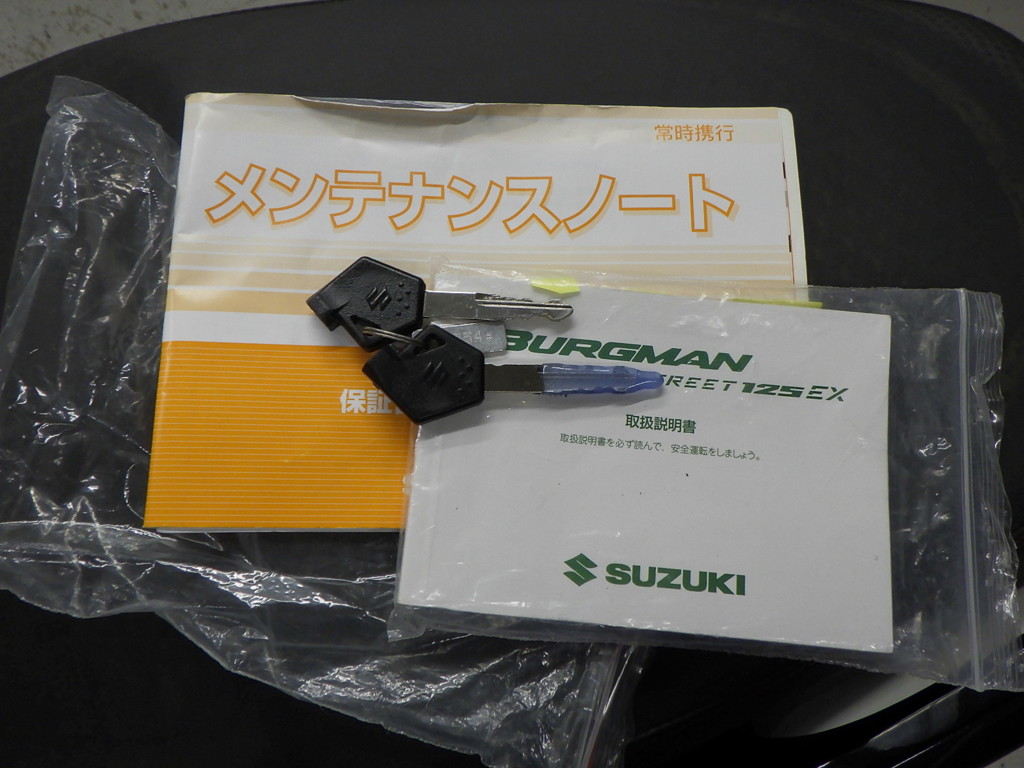 常時携行
メンテナンスノート
保証
BURGMAN
STREET 125 EX
取扱説明書
取扱説明書を必ず読んで、安全運転をしましょう。
SUZUKI